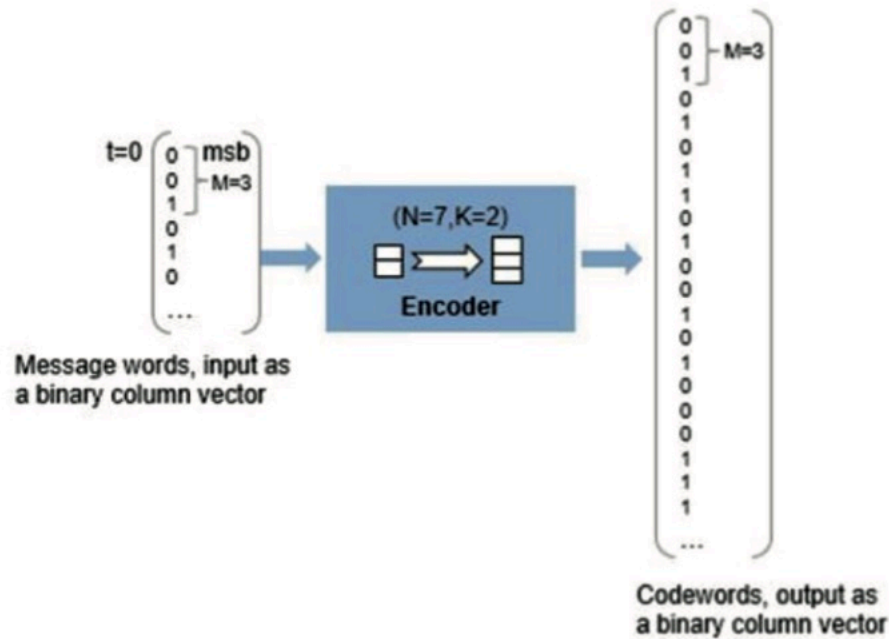 t=0
0 msb
0
M=3
1
0
1
0
...
Message words, input as
a binary column vector
(N=7,K=2)
Encoder
0
0
M=3
1
0
1
0
1
1
0
1
0
0
1
0
1
0
0
0
1
1
1
...
Codewords, output as
a binary column vector